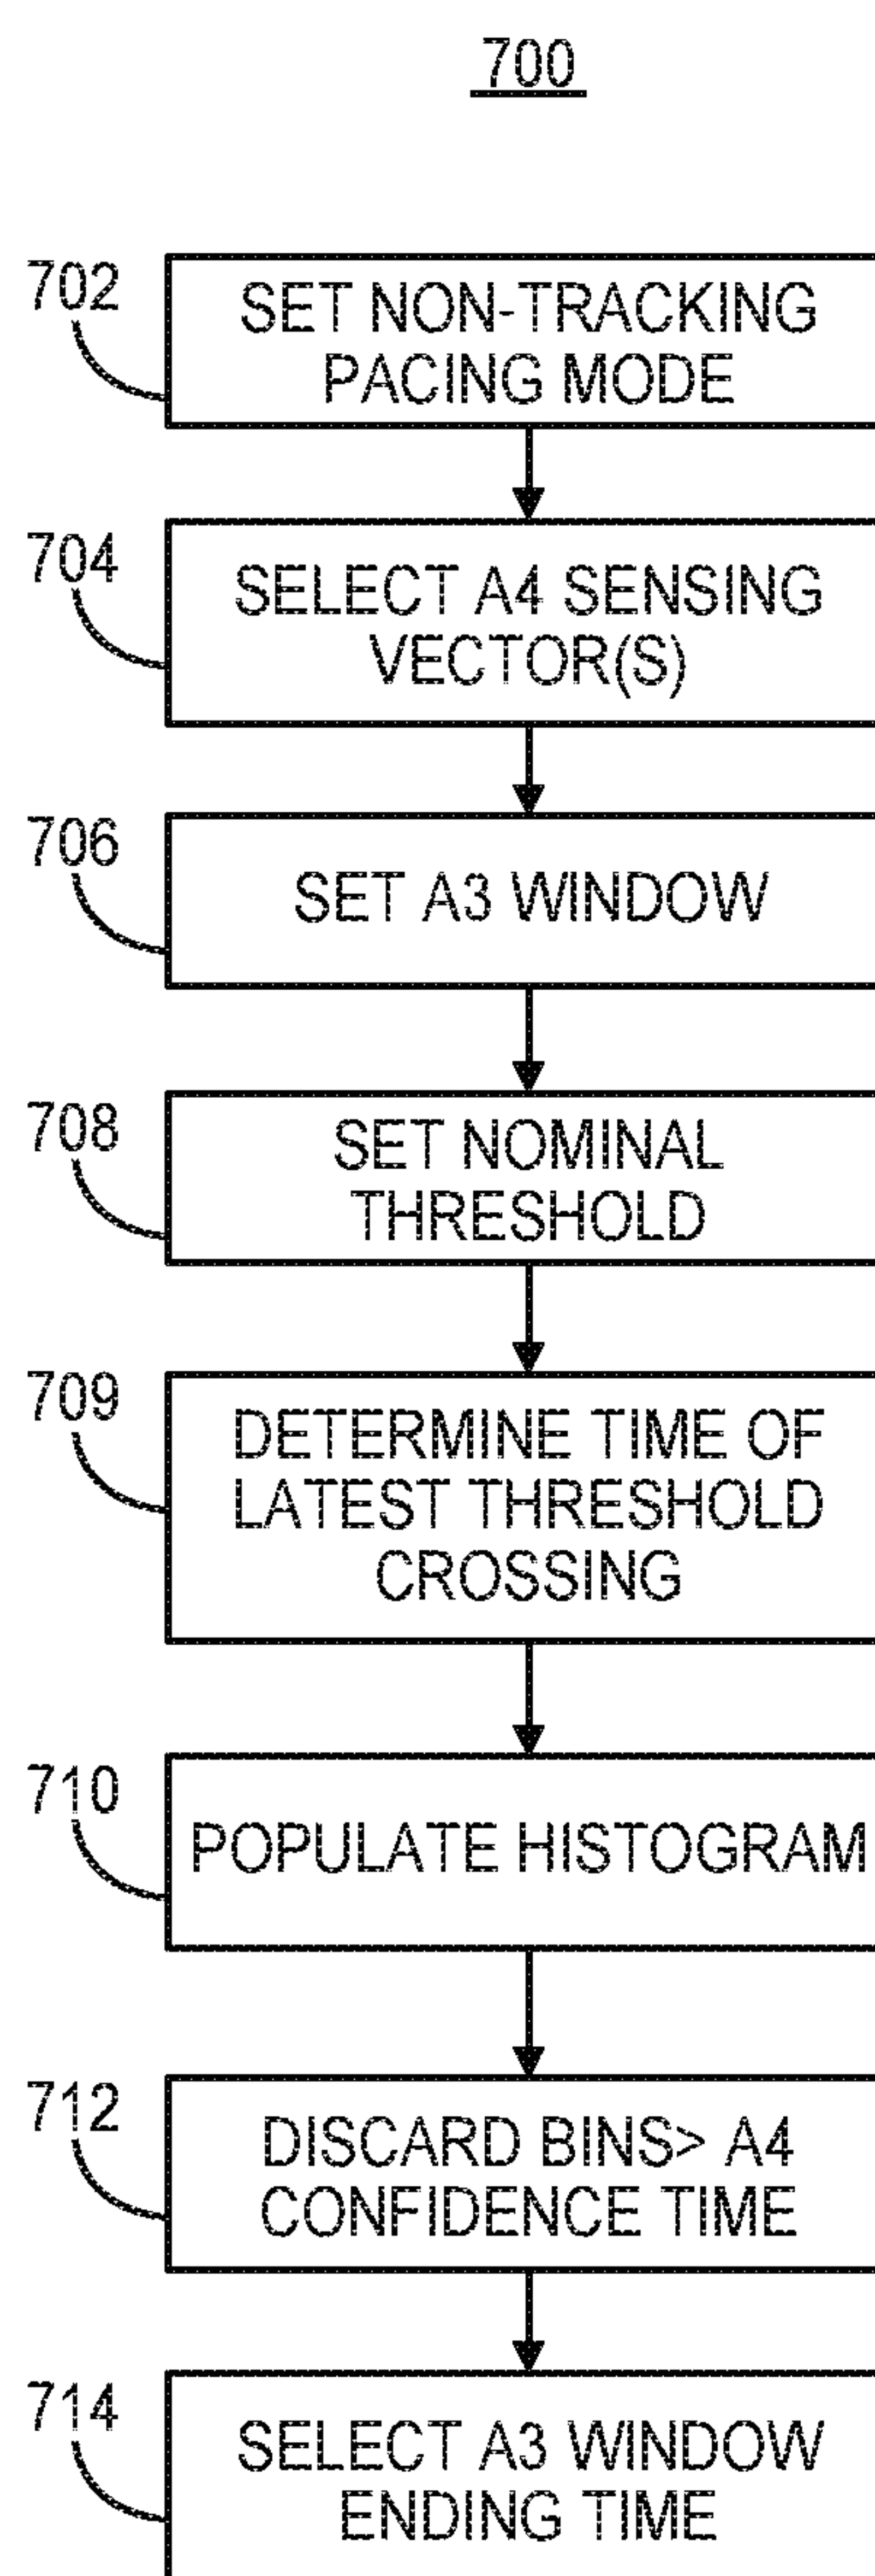 700
702
SET NON-TRACKING
PACING MODE
704
SELECT A4 SENSING
VECTOR(S)
706
SET A3 WINDOW
708
SET NOMINAL
THRESHOLD
709
DETERMINE TIME OF
LATEST THRESHOLD
CROSSING
710
POPULATE HISTOGRAM
712
DISCARD BINS> A4
CONFIDENCE TIME
714
SELECT A3 WINDOW
ENDING TIME